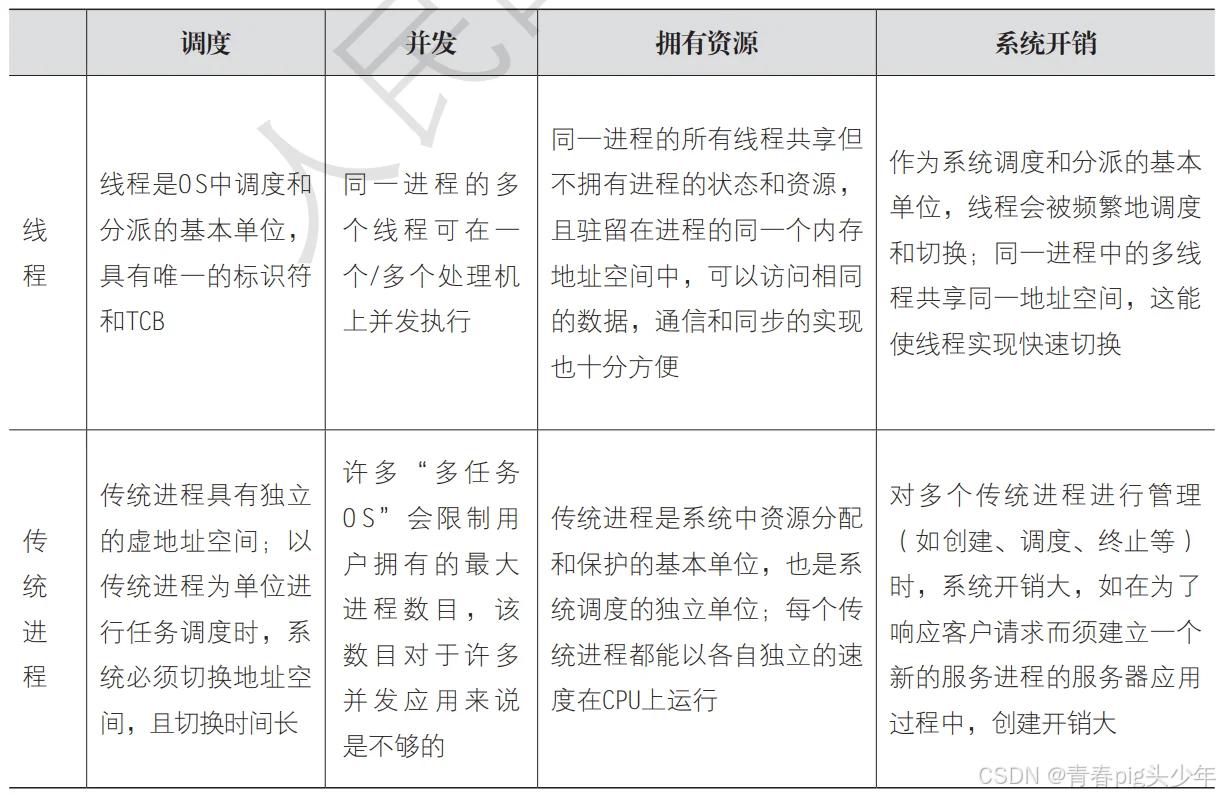 调度 并发 拥有资源 系统开销
线
程
线程是OS中调度和
分派的基本单位，
具有唯一的标识符
和TCB
同一进程的多
个线程可在一
个/多个处理机
上并发执行
同一进程的所有线程共享但
不拥有进程的状态和资源，
且驻留在进程的同一个内存
地址空间中，可以访问相同
的数据，通信和同步的实现
也十分方便
作为系统调度和分派的基本
单位，线程会被频繁地调度
和切换；同一进程中的多线
程共享同一地址空间，这能
使线程实现快速切换
传
统
进
程
传统进程具有独立
的虚地址空间；以
传统进程为单位进
行任务调度时，系
统必须切换地址空
间，且切换时间长
许多“多任务
OS”会限制用
户拥有的最大
进程数目，该
数目对于许多
并发应用来说
是不够的
传统进程是系统中资源分配
和保护的基本单位，也是系
统调度的独立单位；每个传
统进程都能以各自独立的速
度在CPU上运行
对多个传统进程进行管理
（如创建、调度、终止等）
时，系统开销大，如在为了
响应客户请求而须建立一个
新的服务进程的服务器应用
过程中，创建开销大
人民
CSDN @青春pig头少年